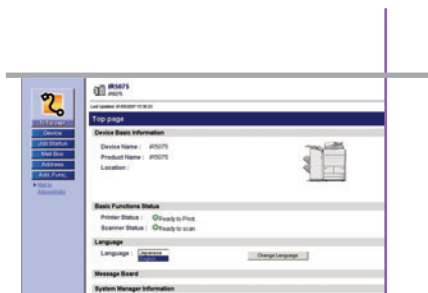 iR5075
iR5075
Top page
Device
Job Status
Mail Box
Address
Add. Func.
Device Basic Information
Device Name : iR5075
Product Name : iR5075
Location :
Basic Functions Status
Printer Status : Ready to Print.
Scanner Status : Ready to scan.
Language
Language : Japanese
English
Change Language
Message Board
System Manager Information